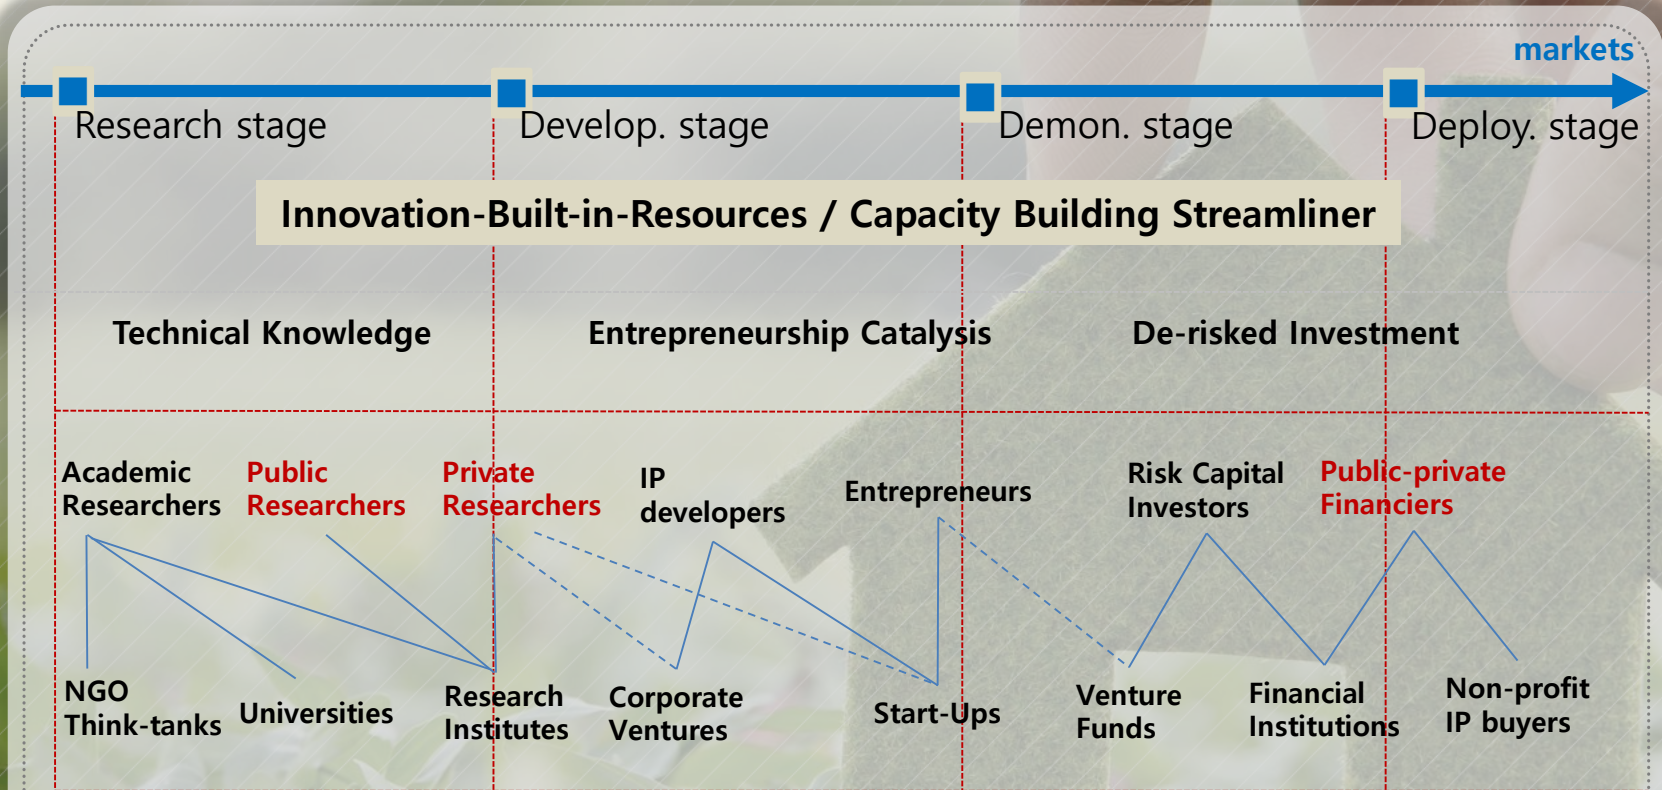 markets
Research stage
Develop. stage
Demon. stage
Deploy. stage
Innovation-Built-in-Resources / Capacity Building Streamliner
Technical Knowledge
Entrepreneurship Catalysis
De-risked Investment
Academic
Researchers
Public
Researchers
Private
Researchers
IP
developers
Entrepreneurs
Risk Capital
Investors
Public-private
Financiers
NGO
Think-tanks
Universities
Research
Institutes
Corporate
Ventures
Start-Ups
Venture
Funds
Financial
Institutions
Non-profit
IP buyers